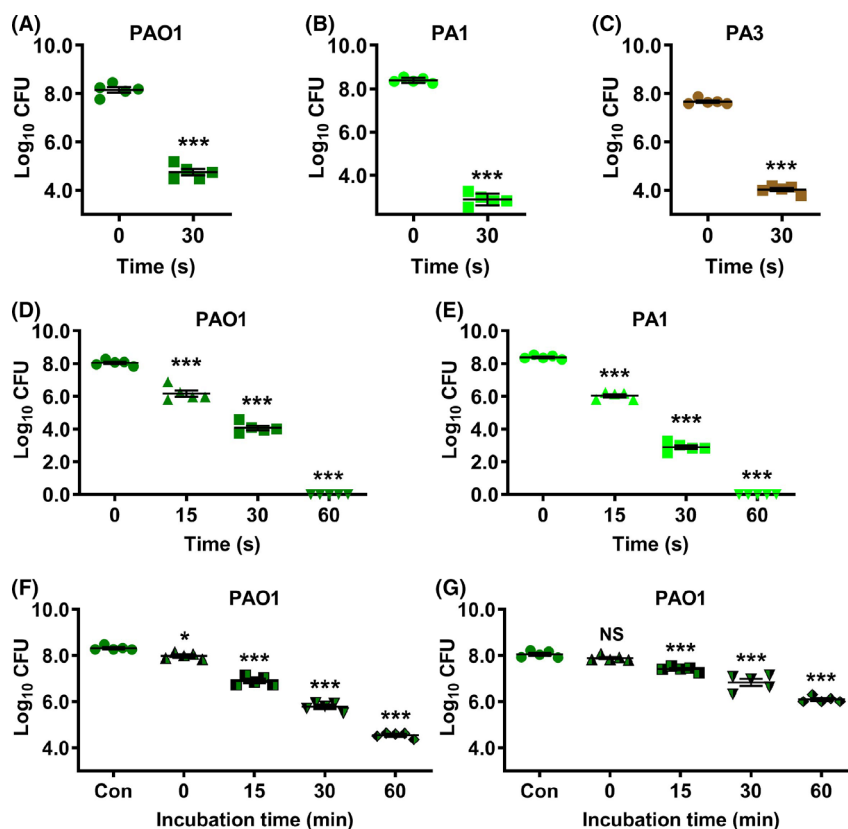 (A) PAO1
Log10 CFU
8.0
6.0
4.0
***
0 30
Time (s)
(B) PA1
Log10 CFU
8.0
6.0
4.0
***
0 30
Time (s)
(C) PA3
Log10 CFU
8.0
6.0
4.0
***
0 30
Time (s)
(D) PAO1
Log10 CFU
10.0
8.0
6.0
4.0
2.0
0.0
*** *** ***
0 15 30 60
Time (s)
(E) PA1
Log10 CFU
10.0
8.0
6.0
4.0
2.0
0.0
*** *** ***
0 15 30 60
Time (s)
(F) PAO1
Log10 CFU
10.0
8.0
6.0
4.0
* *** *** ***
Con 0 15 30 60
Incubation time (min)
(G) PAO1
Log10 CFU
10.0
8.0
6.0
4.0
NS *** *** ***
Con 0 15 30 60
Incubation time (min)